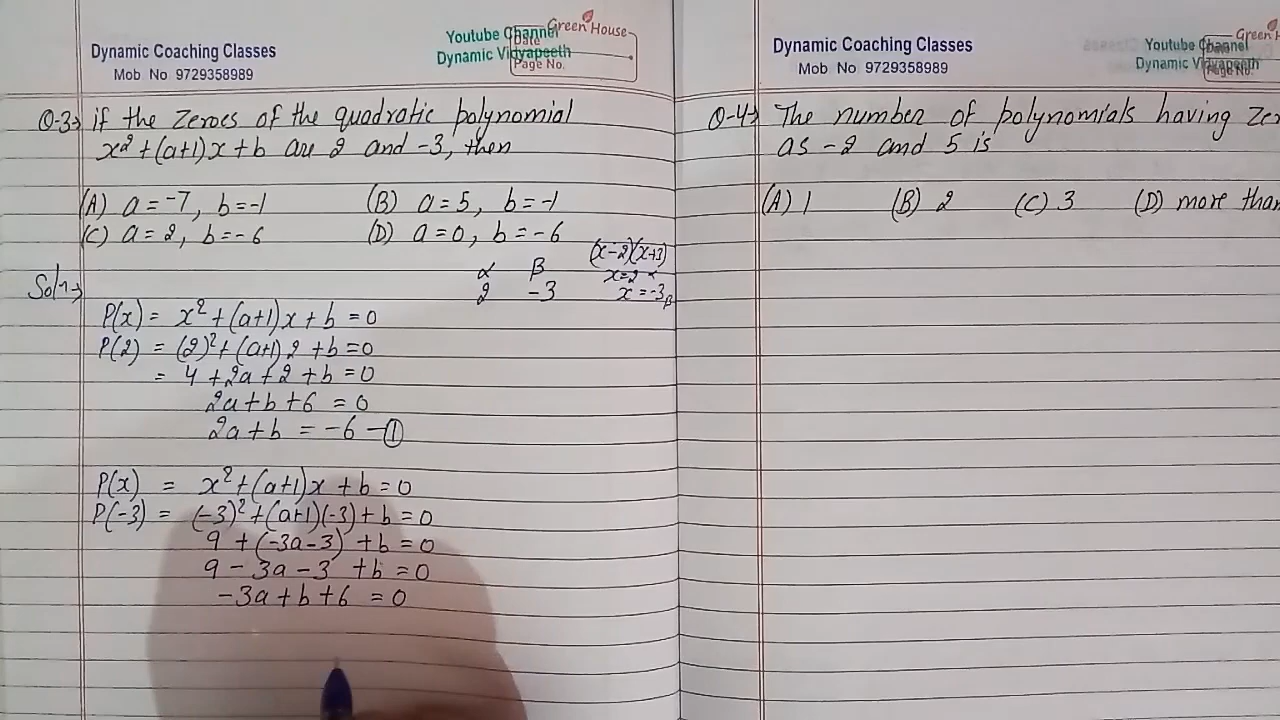 Dynamic Coaching Classes
Mob No 9729358989
Youtube Channel
Dynamic Vidyapeeth
Green House
Date
Page No.
Q-3 if the zeroes of the quadratic polynomial
x² + (a+1)x + b are 2 and -3, then
(A) a = -7, b = -1 (B) a = 5, b = -1
(C) a = 2, b = -6 (D) a = 0, b = -6
(x-2)(x+3)
α β x = 2 α
Soln 2 -3 x = -3 β
P(x) = x² + (a+1)x + b = 0
P(2) = (2)² + (a+1) 2 + b = 0
= 4 + 2a + 2 + b = 0
2a + b + 6 = 0
2a + b = -6 - ①
P(x) = x² + (a+1)x + b = 0
P(-3) = (-3)² + (a+1)(-3) + b = 0
9 + (-3a - 3) + b = 0
9 - 3a - 3 + b = 0
-3a + b + 6 = 0
Dynamic Coaching Classes
Mob No 9729358989
Youtube Channel
Dynamic Vidyapeeth
Green H
Date
Page No.
Q-4 The number of polynomials having zer
as -2 and 5 is
(A) 1 (B) 2 (C) 3 (D) more than